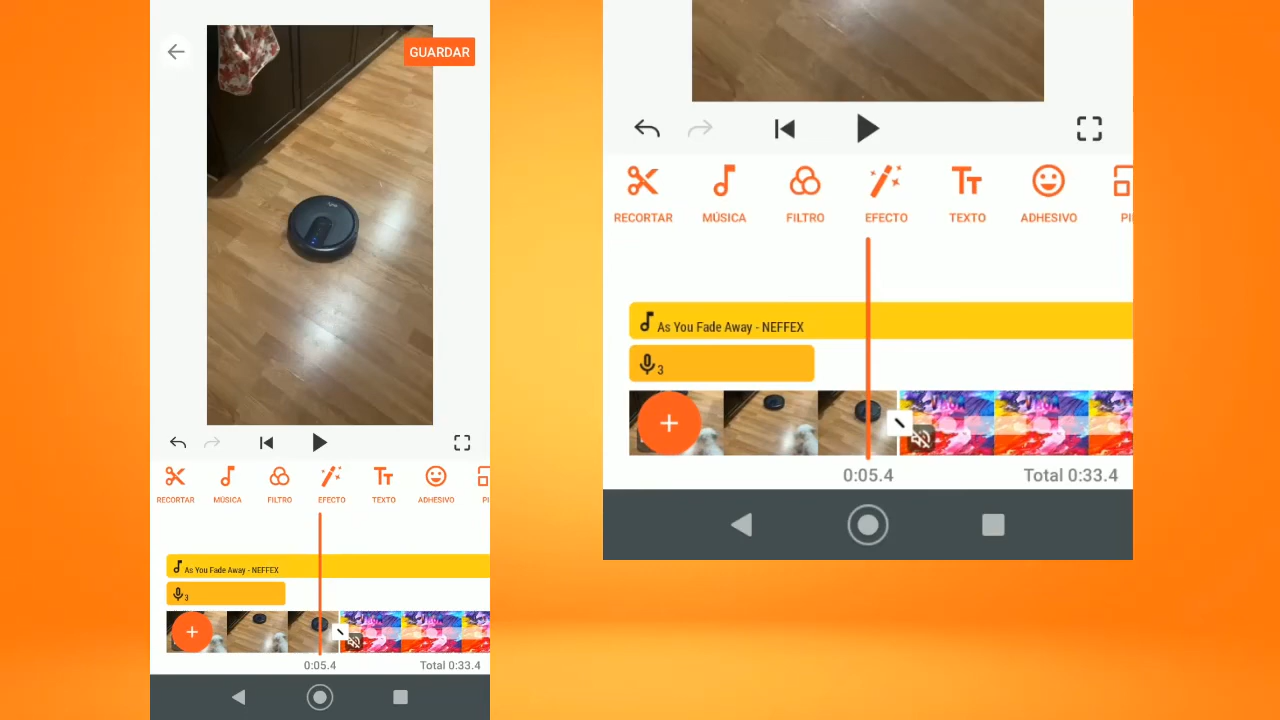 GUARDAR
RECORTAR MÚSICA FILTRO EFECTO TEXTO ADHESIVO
As You Fade Away - NEFFEX
3
0:05.4 Total 0:33.4
RECORTAR MÚSICA FILTRO EFECTO TEXTO ADHESIVO
As You Fade Away - NEFFEX
3
0:05.4 Total 0:33.4